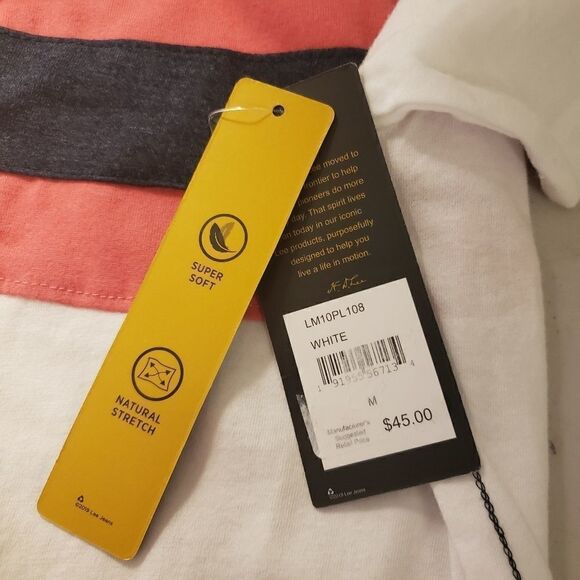 SUPER
SOFT
NATURAL
STRETCH
©2019 Lee Jeans
moved to
frontier to help
pioneers do more
day. That spirit lives
on today in our iconic
Lee products, purposefully
designed to help you
live a life in motion.
LM10PL108
WHITE
M
Manufacturer's
Suggested
Retail Price
$45.00
©2019 Lee Jeans